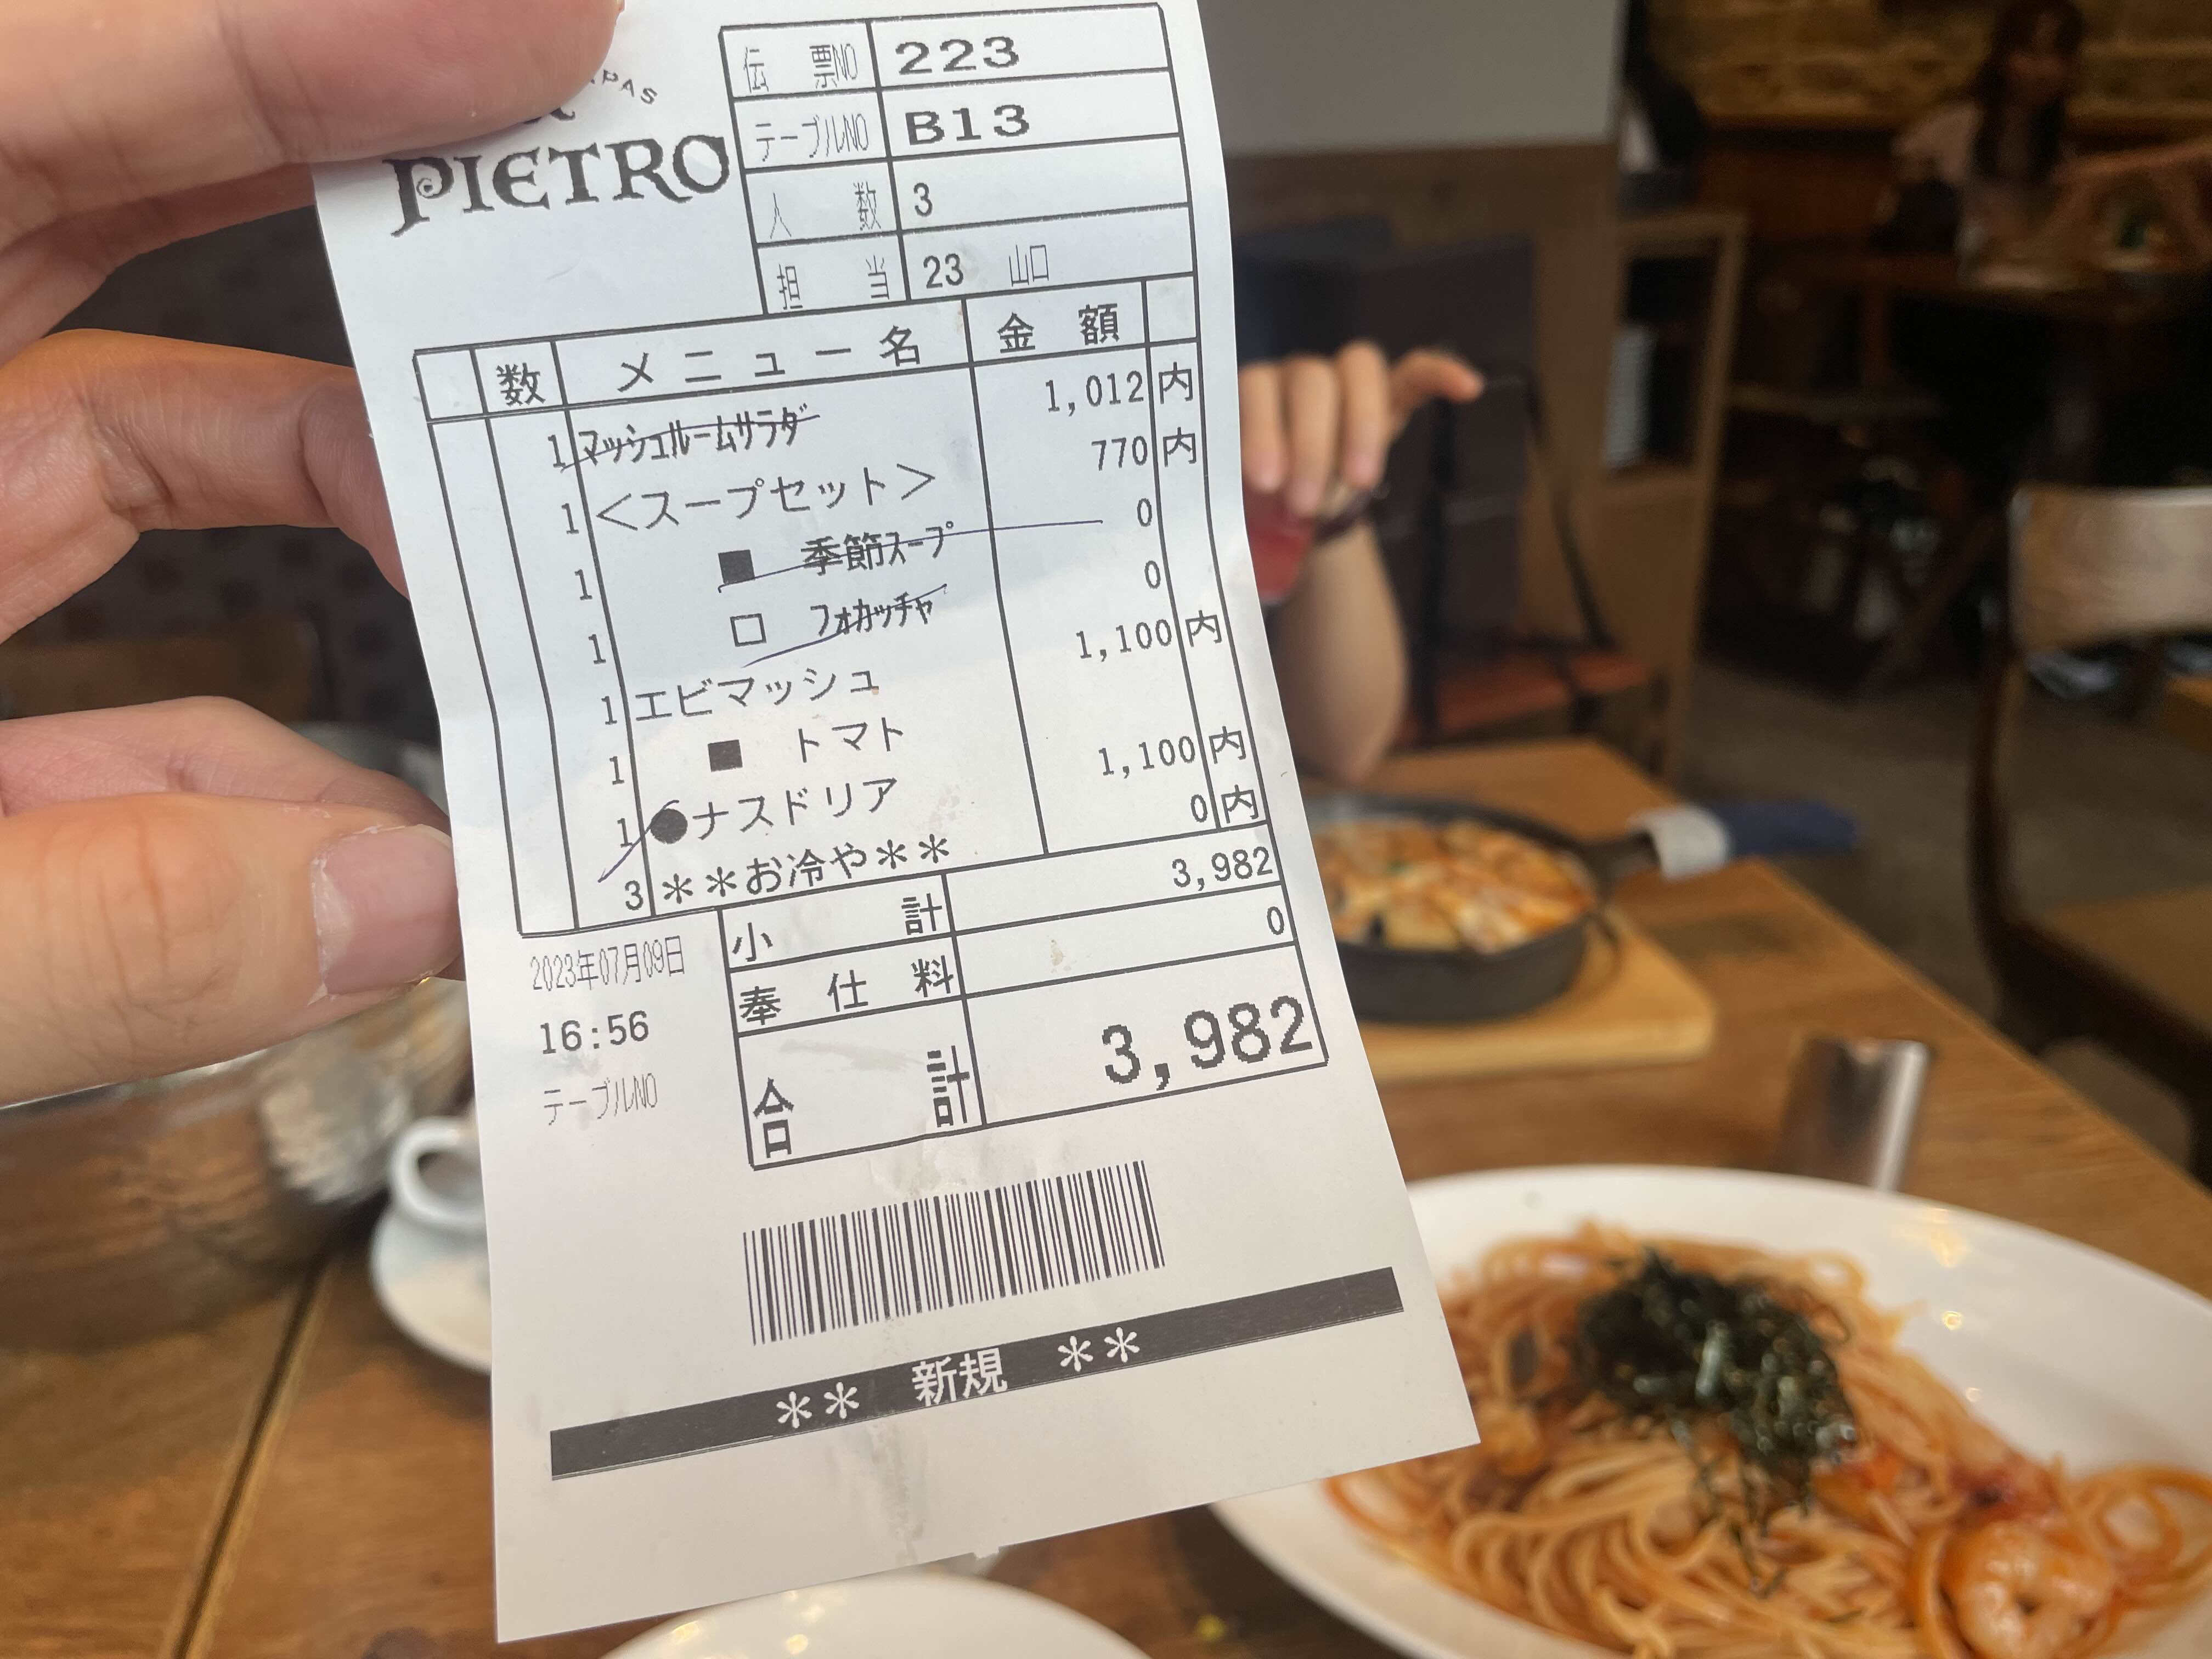 PAS
PIETRO
伝票NO 223
テーブルNO B13
人数 3
担当 23 山口
数 メニュー名 金額
1 マッシュルームサラダ 1,012 内
1 <スープセット> 770 内
1 ■ 季節スープ 0
1 □ フォカッチャ 0
1 エビマッシュ 1,100 内
1 ■ トマト
1 ●ナスドリア 1,100 内
3 **お冷や** 0 内
小計 3,982
奉仕料 0
合計 3,982
2023年07月09日
16:56
テーブルNO
** 新規 **